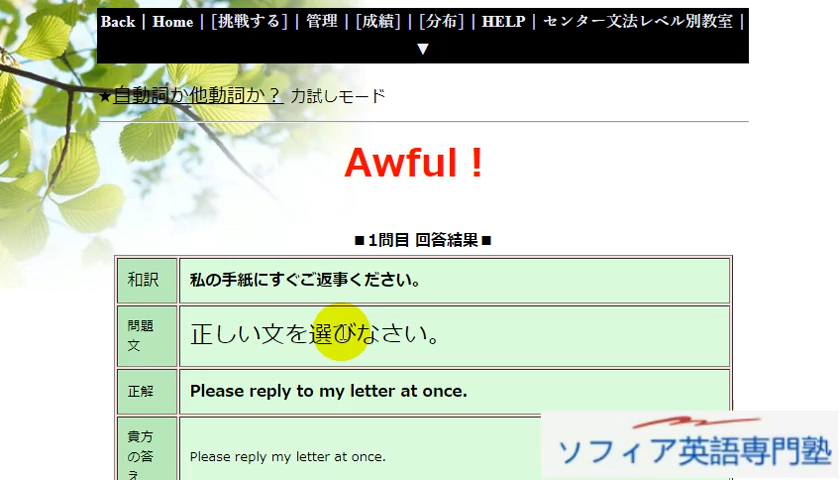 Back | Home | [挑戦する] | 管理 | [成績] | [分布] | HELP | センター文法レベル別教室 |
▼
★自動詞か他動詞か？ 力試しモード
Awful !
■1問目 回答結果■
和訳 私の手紙にすぐご返事ください。
問題文 正しい文を選びなさい。
正解 Please reply to my letter at once.
貴方の答え Please reply my letter at once.
ソフィア英語専門塾